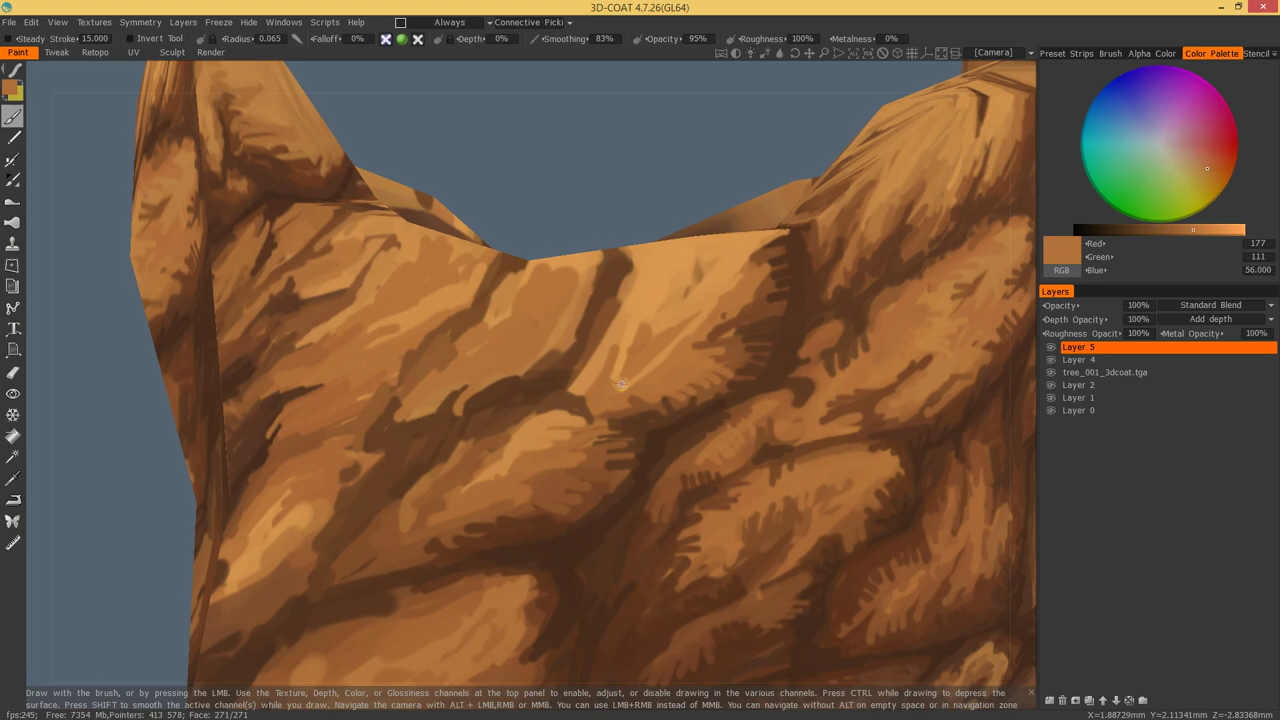 3D-COAT 4.7.26(GL64)
File Edit View Textures Symmetry Layers Freeze Hide Windows Scripts Help Always Connective Picki
Steady Stroke 15.000 Invert Tool Radius 0.065 Falloff 0% Depth 0% Smoothing 83% Opacity 95% Roughness 100% Metalness 0%
Paint Tweak Retopo UV Sculpt Render [Camera] Preset Strips Brush Alpha Color Color Palette Stencil
Red 177
RGB Green 111
Blue 56.000
Layers
Opacity 100% Standard Blend
Depth Opacity 100% Add depth
Roughness Opacit 100% Metal Opacity 100%
Layer 5
Layer 4
tree_001_3dcoat.tga
Layer 2
Layer 1
Layer 0
Draw with the brush, or by pressing the LMB. Use the Texture, Depth, Color, or Glossiness channels at the top panel to enable, adjust, or disable drawing in the various channels. Press CTRL while drawing to depress the
surface. Press SHIFT to smooth the active channel(s) while you draw. Navigate the camera with ALT + LMB,RMB or MMB. You can use LMB+RMB instead of MMB. You can navigate without ALT on empty space or in navigation zone
fps:245; Free: 7354 Mb,Pointers: 413 578; Face: 271/271 X=1.88729mm Y=2.11341mm Z=-2.83368mm